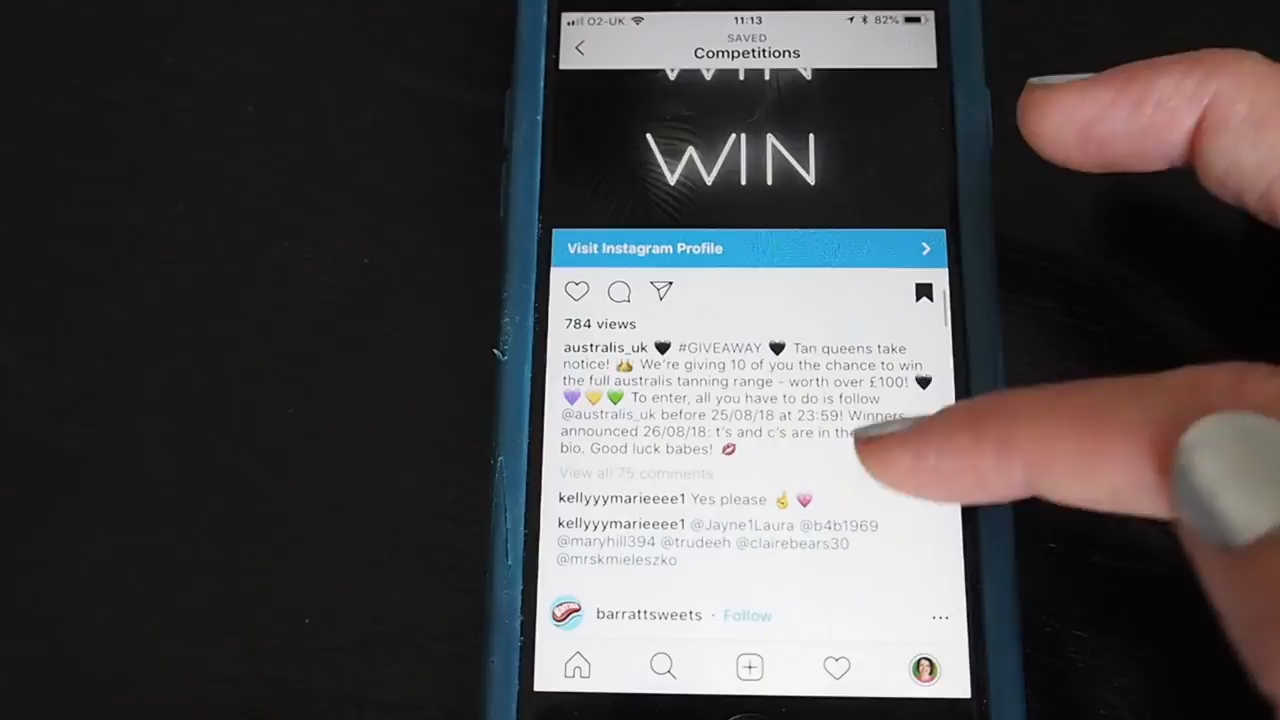 O2-UK 11:13 82%
SAVED
Competitions
WIN
WIN
Visit Instagram Profile
784 views
australis_uk 🖤 #GIVEAWAY 🖤 Tan queens take
notice! 👑 We're giving 10 of you the chance to win
the full australis tanning range - worth over £100! 🖤
💜 💛 💚 To enter, all you have to do is follow
@australis_uk before 25/08/18 at 23:59! Winners
announced 26/08/18: t's and c's are in the
bio. Good luck babes! 💋
View all 75 comments
kellyyymarieeee1 Yes please 🤞 💗
kellyyymarieeee1 @Jayne1Laura @b4b1969
@maryhill394 @trudeeh @clairebears30
@mrskmieleszko
barrattsweets · Follow